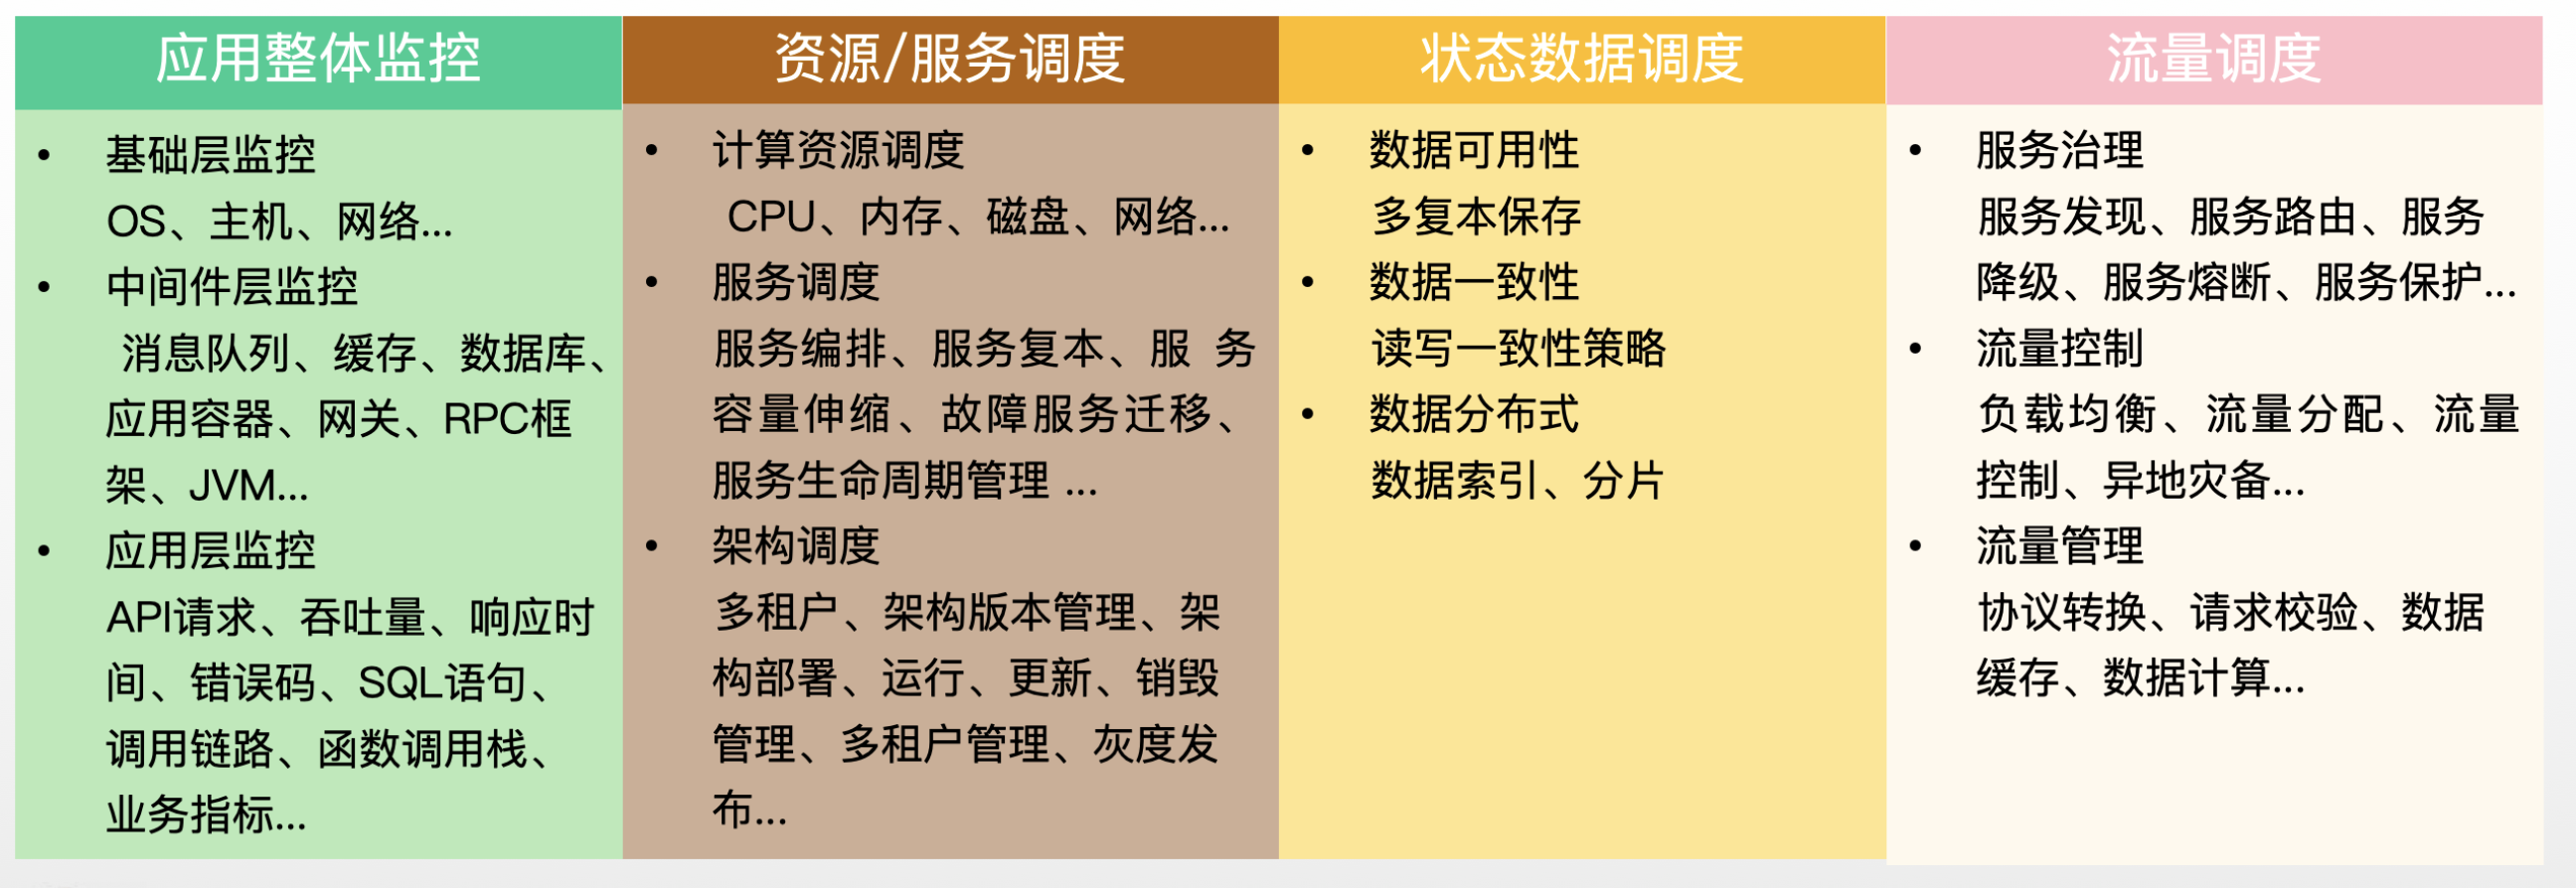 应用整体监控
• 基础层监控
OS、主机、网络...
• 中间件层监控
消息队列、缓存、数据库、
应用容器、网关、RPC框
架、JVM...
• 应用层监控
API请求、吞吐量、响应时
间、错误码、SQL语句、
调用链路、函数调用栈、
业务指标...
资源/服务调度
• 计算资源调度
CPU、内存、磁盘、网络...
• 服务调度
服务编排、服务复本、服 务
容量伸缩、故障服务迁移、
服务生命周期管理 ...
• 架构调度
多租户、架构版本管理、架
构部署、运行、更新、销毁
管理、多租户管理、灰度发
布...
状态数据调度
• 数据可用性
多复本保存
• 数据一致性
读写一致性策略
• 数据分布式
数据索引、分片
流量调度
• 服务治理
服务发现、服务路由、服务
降级、服务熔断、服务保护...
• 流量控制
负载均衡、流量分配、流量
控制、异地灾备...
• 流量管理
协议转换、请求校验、数据
缓存、数据计算...